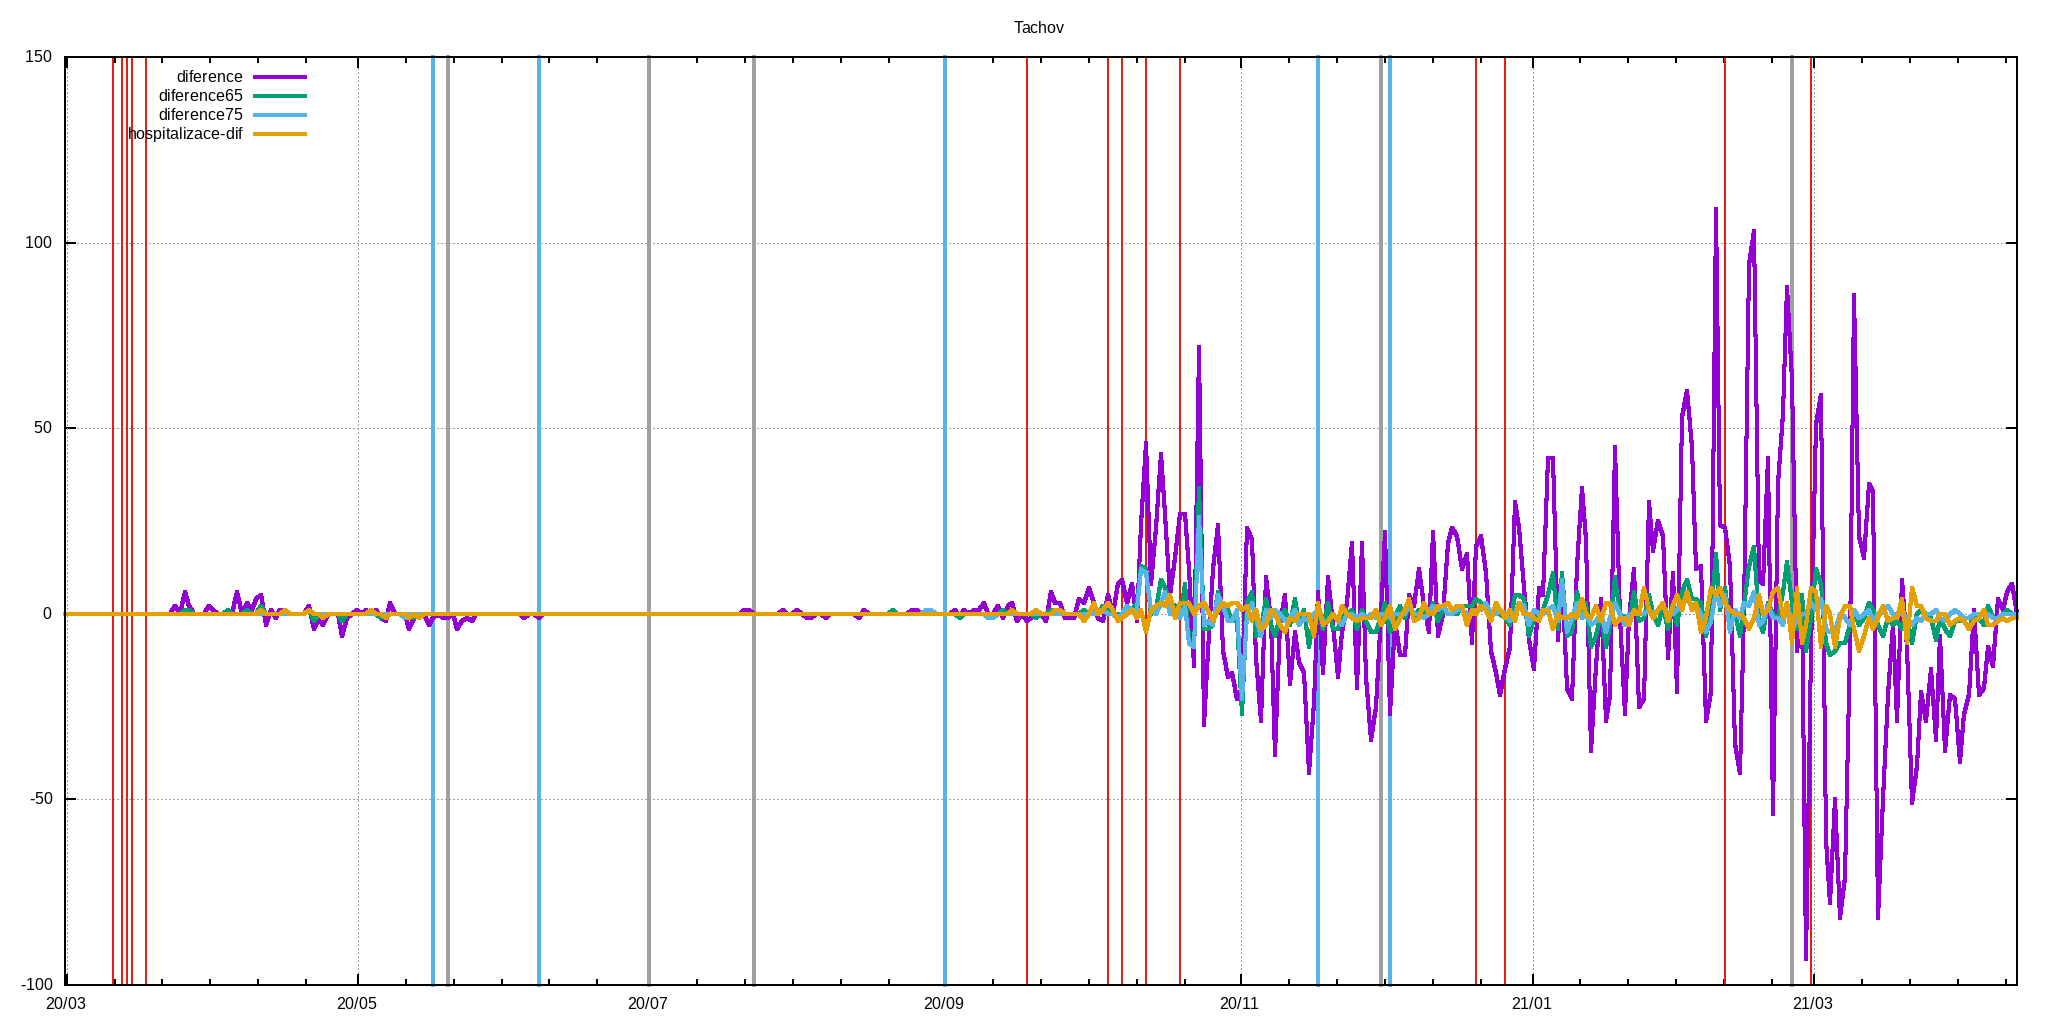 Tachov
150
diference
diference65
diference75
hospitalizace-dif
100
50
0
-50
-100
20/03 20/05 20/07 20/09 20/11 21/01 21/03